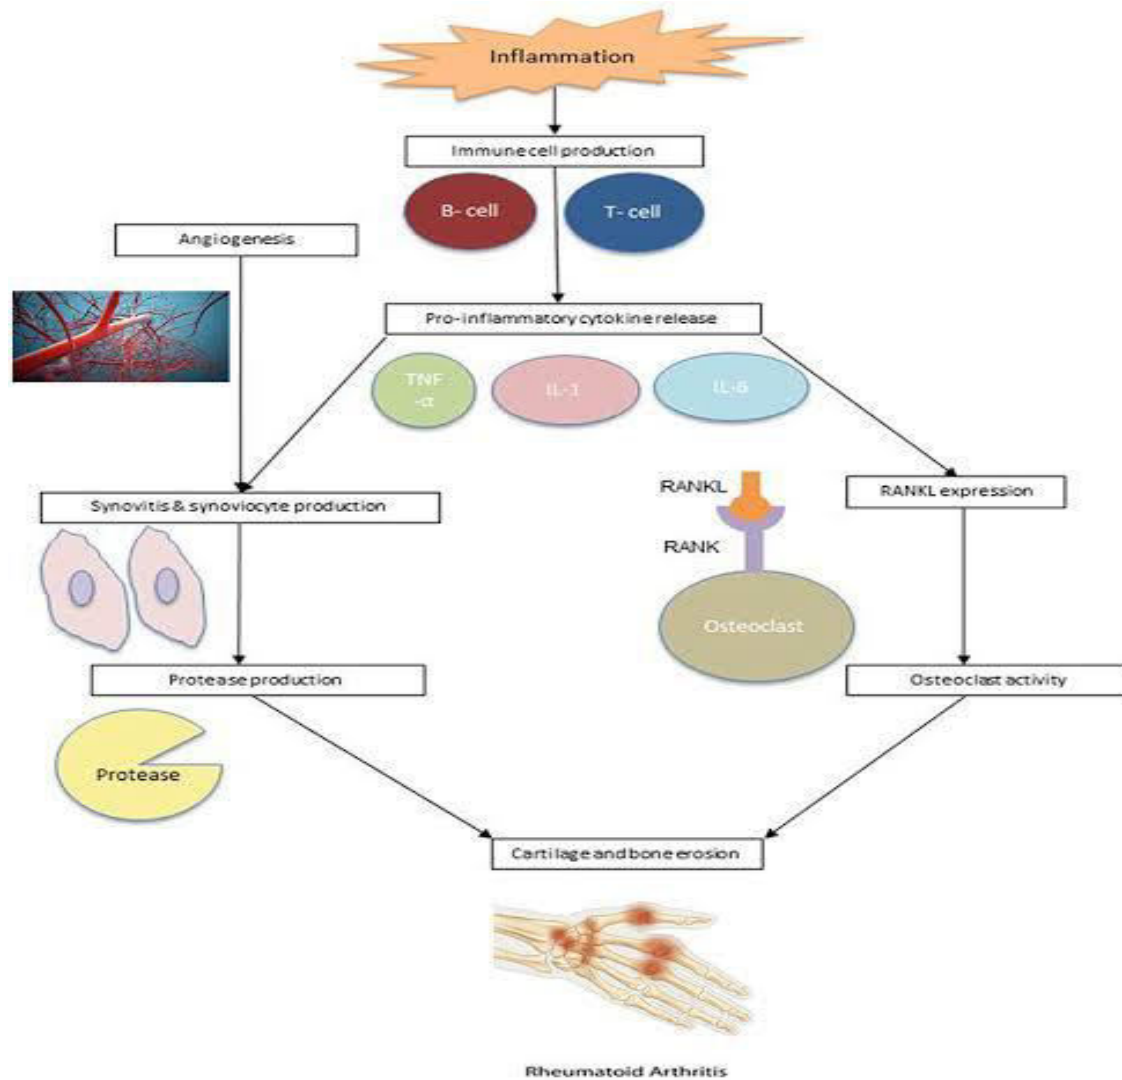 Inflammation
Immune cell production
B- cell
T- cell
Angiogenesis
Pro-inflammatory cytokine release
TNF
-α
IL-1
IL-6
RANKL
RANKL expression
Synovitis & synoviocyte production
RANK
Osteoclast
Protease production
Osteoclast activity
Protease
Cartilage and bone erosion
Rheumatoid Arthritis